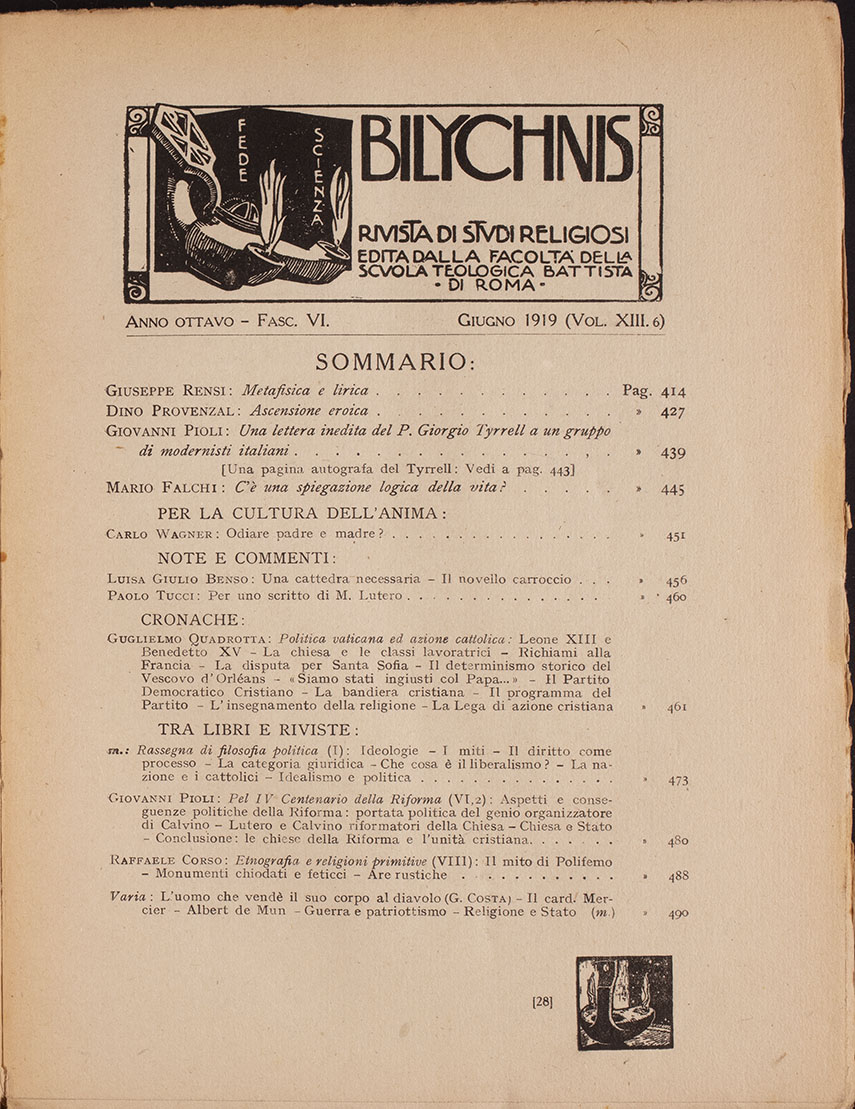 FEDE
SCIENZA
BILYCHNIS
RIVISTA DI STVDI RELIGIOSI
EDITA DALLA FACOLTA' DELLA
SCVOLA TEOLOGICA BATTISTA
- DI ROMA -
ANNO OTTAVO - FASC. VI. GIUGNO 1919 (VOL. XIII. 6)
SOMMARIO:
GIUSEPPE RENSI: Metafisica e lirica . . . . . . . . . . . . Pag. 414
DINO PROVENZAL: Ascensione eroica . . . . . . . . . . . . » 427
GIOVANNI PIOLI: Una lettera inedita del P. Giorgio Tyrrell a un gruppo
di modernisti italiani . . . . . . . . . . . . . . . . » 439
[Una pagina autografa del Tyrrell: Vedi a pag. 443]
MARIO FALCHI: C'è una spiegazione logica della vita? . . . . . » 445
PER LA CULTURA DELL'ANIMA:
CARLO WAGNER: Odiare padre e madre? . . . . . . . . . . . . . . . . . » 451
NOTE E COMMENTI:
LUISA GIULIO BENSO: Una cattedra necessaria – Il novello carroccio . . . » 456
PAOLO TUCCI: Per uno scritto di M. Lutero . . . . . . . . . . . . . . . » 460
CRONACHE:
GUGLIELMO QUADROTTA: Politica vaticana ed azione cattolica: Leone XIII e
Benedetto XV – La chiesa e le classi lavoratrici – Richiami alla
Francia – La disputa per Santa Sofia – Il determinismo storico del
Vescovo d'Orléans – «Siamo stati ingiusti col Papa...» – Il Partito
Democratico Cristiano – La bandiera cristiana – Il programma del
Partito – L'insegnamento della religione – La Lega di azione cristiana » 461
TRA LIBRI E RIVISTE:
m.: Rassegna di filosofia politica (I): Ideologie – I miti – Il diritto come
processo – La categoria giuridica – Che cosa è il liberalismo? – La na-
zione e i cattolici – Idealismo e politica . . . . . . . . . . . . . . . » 473
GIOVANNI PIOLI: Pel IV Centenario della Riforma (VI,2): Aspetti e conse-
guenze politiche della Riforma: portata politica del genio organizzatore
di Calvino – Lutero e Calvino riformatori della Chiesa – Chiesa e Stato
– Conclusione: le chiese della Riforma e l'unità cristiana. . . . . . . » 480
RAFFAELE CORSO: Etnografia e religioni primitive (VIII): Il mito di Polifemo
– Monumenti chiodati e feticci – Are rustiche . . . . . . . . . . . . » 488
Varia: L'uomo che vendè il suo corpo al diavolo (G. COSTA) – Il card. Mer-
cier – Albert de Mun – Guerra e patriottismo – Religione e Stato (m.) » 490
[28]